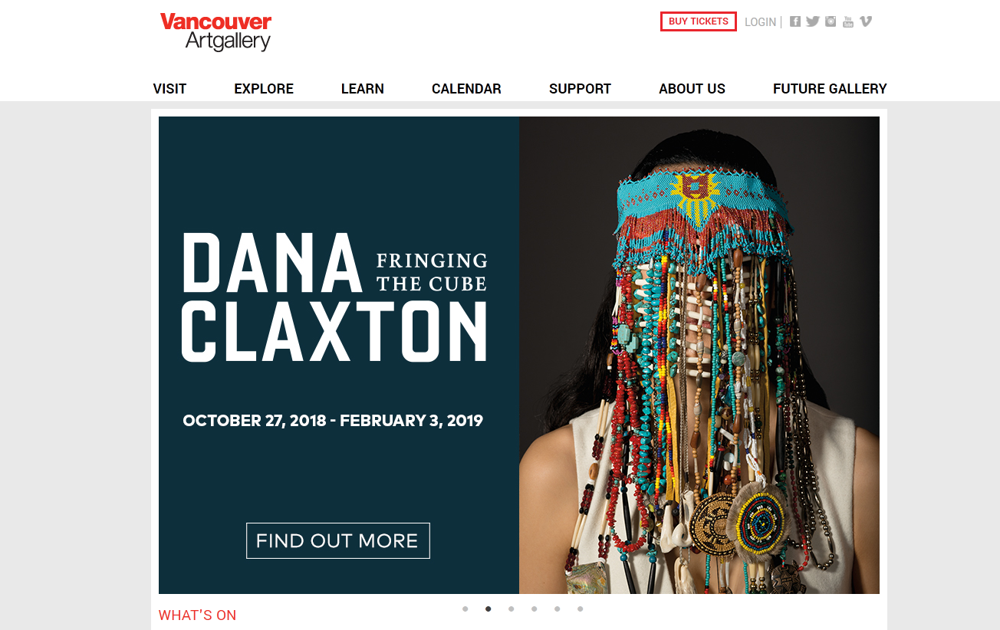 Vancouver
Artgallery
BUY TICKETS
LOGIN |
VISIT
EXPLORE
LEARN
CALENDAR
SUPPORT
ABOUT US
FUTURE GALLERY
DANA
FRINGING
THE CUBE
CLAXTON
OCTOBER 27, 2018 - FEBRUARY 3, 2019
FIND OUT MORE
WHAT'S ON